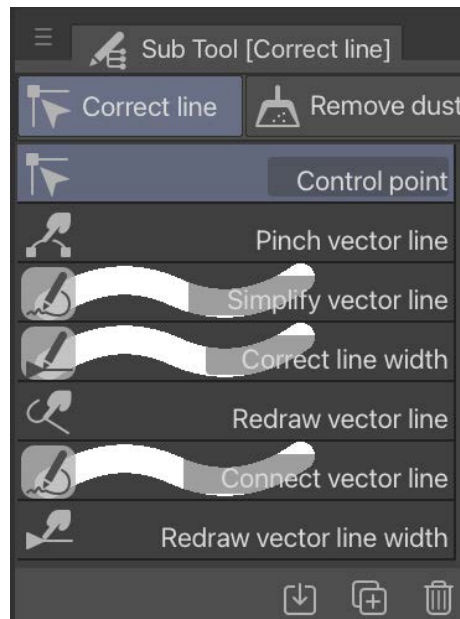 Sub Tool [Correct line]
Correct line
Remove dust
Control point
Pinch vector line
Simplify vector line
Correct line width
Redraw vector line
Connect vector line
Redraw vector line width